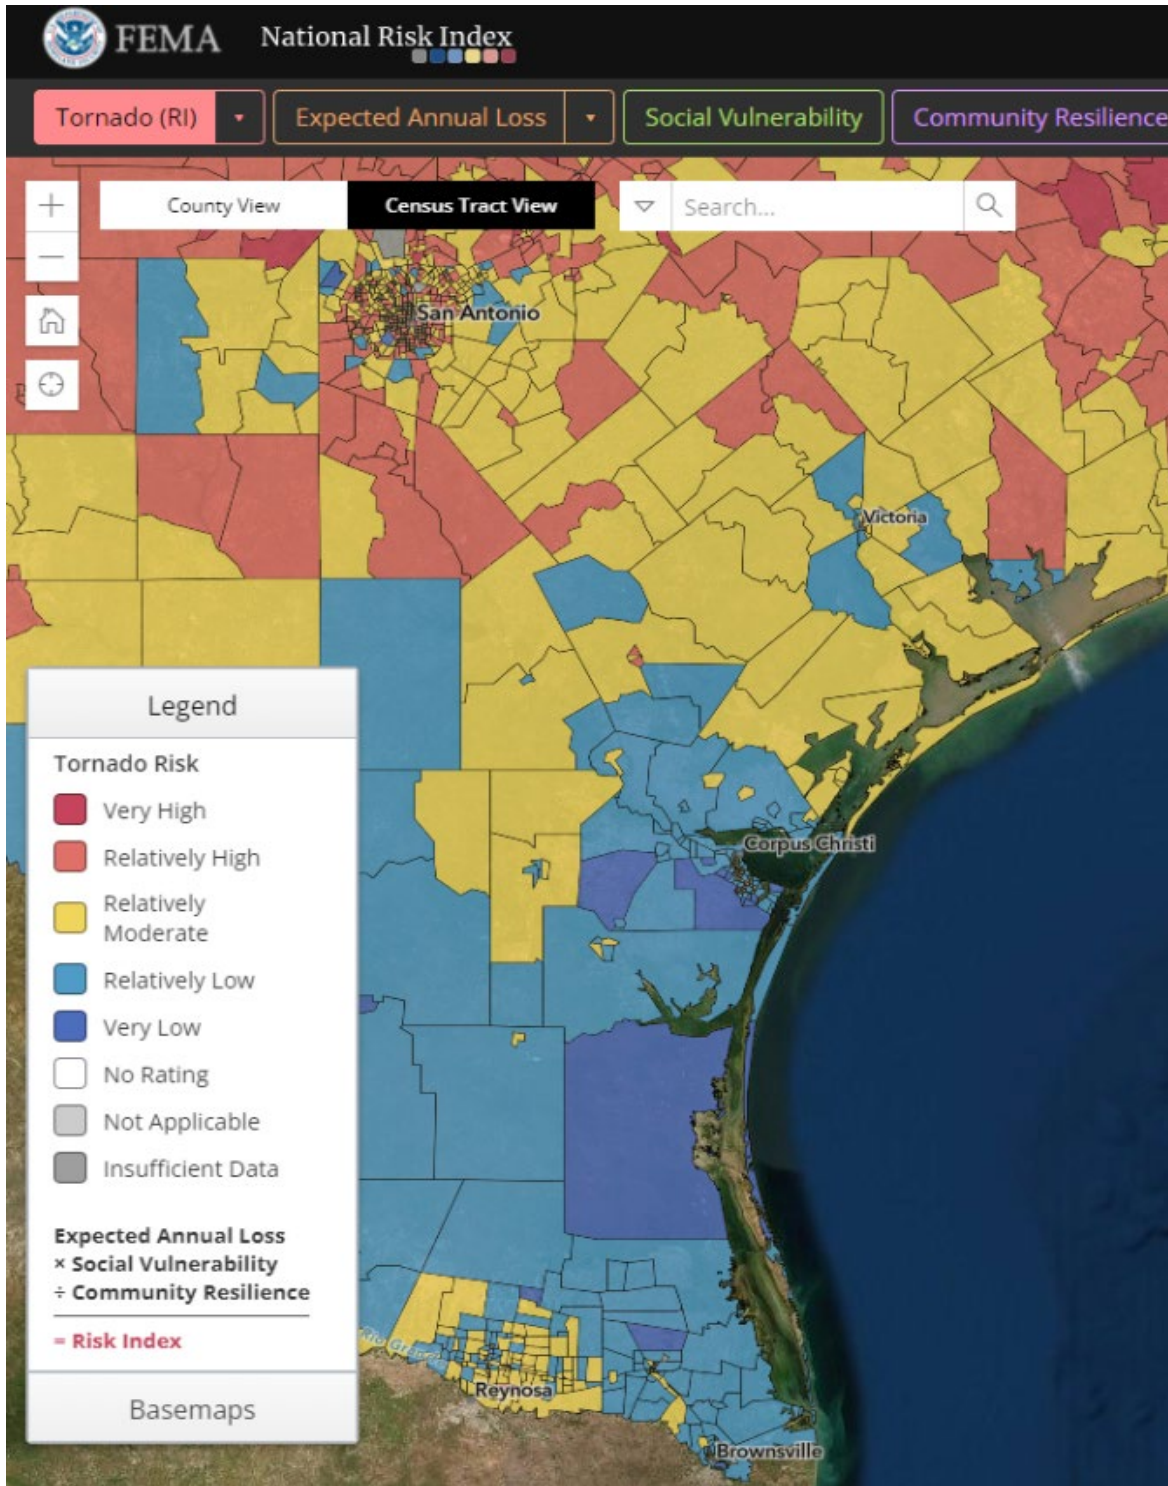 FEMA
National Risk Index
Tornado (RI)
Expected Annual Loss
Social Vulnerability
Community Resilience
County View
Census Tract View
Search...
San Antonio
Victoria
Legend
Tornado Risk
Very High
Relatively High
Relatively
Moderate
Relatively Low
Very Low
No Rating
Not Applicable
Insufficient Data
Expected Annual Loss
× Social Vulnerability
÷ Community Resilience
= Risk Index
Basemaps
Corpus Christi
Rio Grande
Reynosa
Brownsville